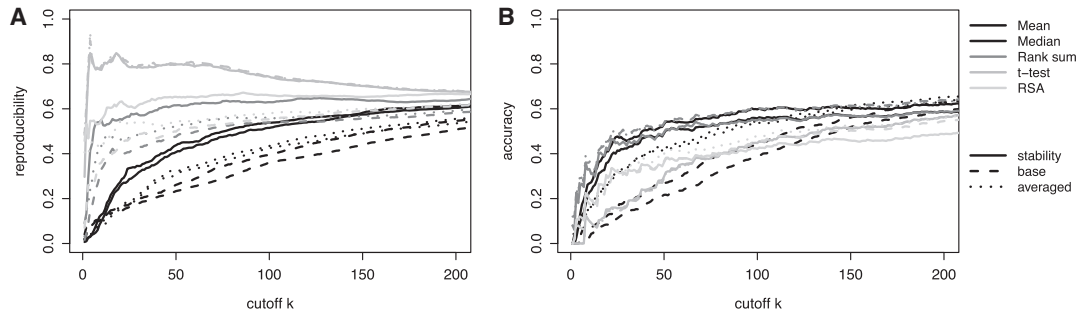 A
reproducibility
1.0
0.8
0.6
0.4
0.2
0.0
0 50 100 150 200
cutoff k
B
accuracy
1.0
0.8
0.6
0.4
0.2
0.0
0 50 100 150 200
cutoff k
Mean
Median
Rank sum
t−test
RSA
stability
base
averaged